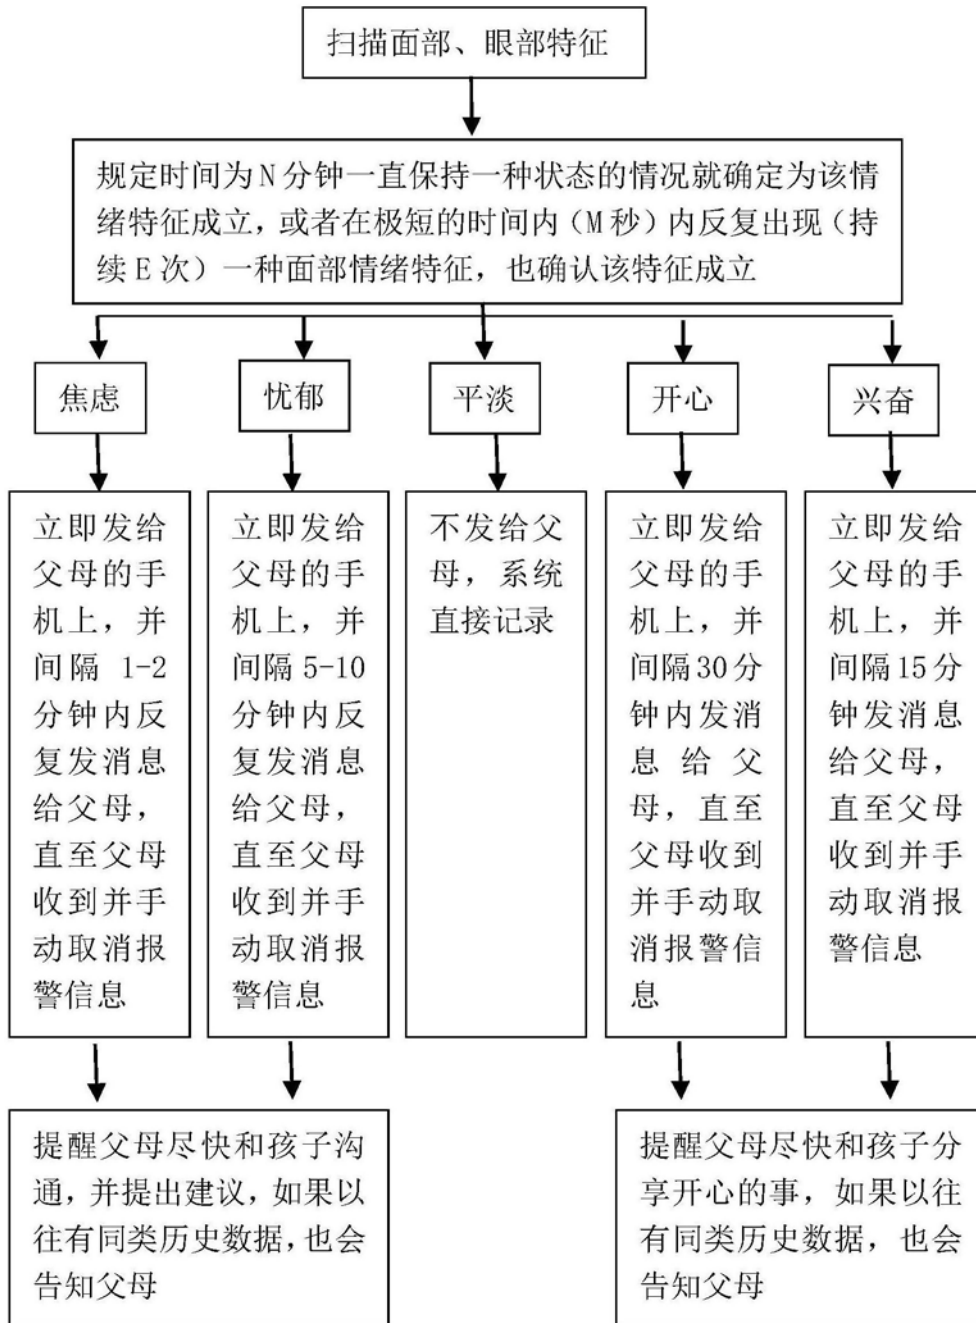 扫描面部、眼部特征
规定时间为N分钟一直保持一种状态的情况就确定为该情
绪特征成立，或者在极短的时间内（M秒）内反复出现（持
续E次）一种面部情绪特征，也确认该特征成立
焦虑
忧郁
平淡
开心
兴奋
立即发给
父母的手
机上，并
间隔 1-2
分钟内反
复发消息
给父母，
直至父母
收到并手
动取消报
警信息
立即发给
父母的手
机上，并
间隔5-10
分钟内反
复发消息
给父母，
直至父母
收到并手
动取消报
警信息
不发给父
母，系统
直接记录
立即发给
父母的手
机上，并
间隔30分
钟内发消
息给父
母，直至
父母收到
并手动取
消报警信
息
立即发给
父母的手
机上，并
间隔15分
钟发消息
给父母，
直至父母
收到并手
动取消报
警信息
提醒父母尽快和孩子沟
通，并提出建议，如果以
往有同类历史数据，也会
告知父母
提醒父母尽快和孩子分
享开心的事，如果以往
有同类历史数据，也会
告知父母